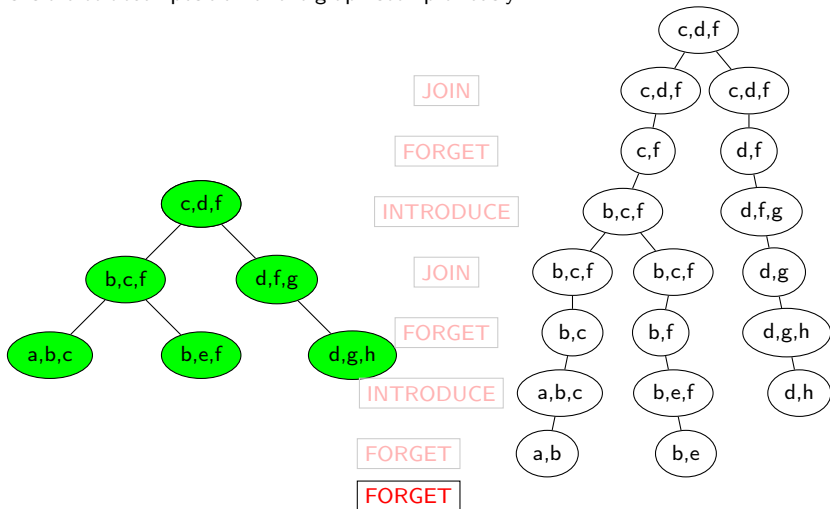 c,d,f
JOIN
c,d,f c,d,f
FORGET
c,f d,f
c,d,f
INTRODUCE
b,c,f d,f,g
b,c,f d,f,g
JOIN
b,c,f b,c,f d,g
FORGET
b,c b,f d,g,h
a,b,c b,e,f d,g,h
INTRODUCE
a,b,c b,e,f d,h
FORGET
a,b b,e
FORGET